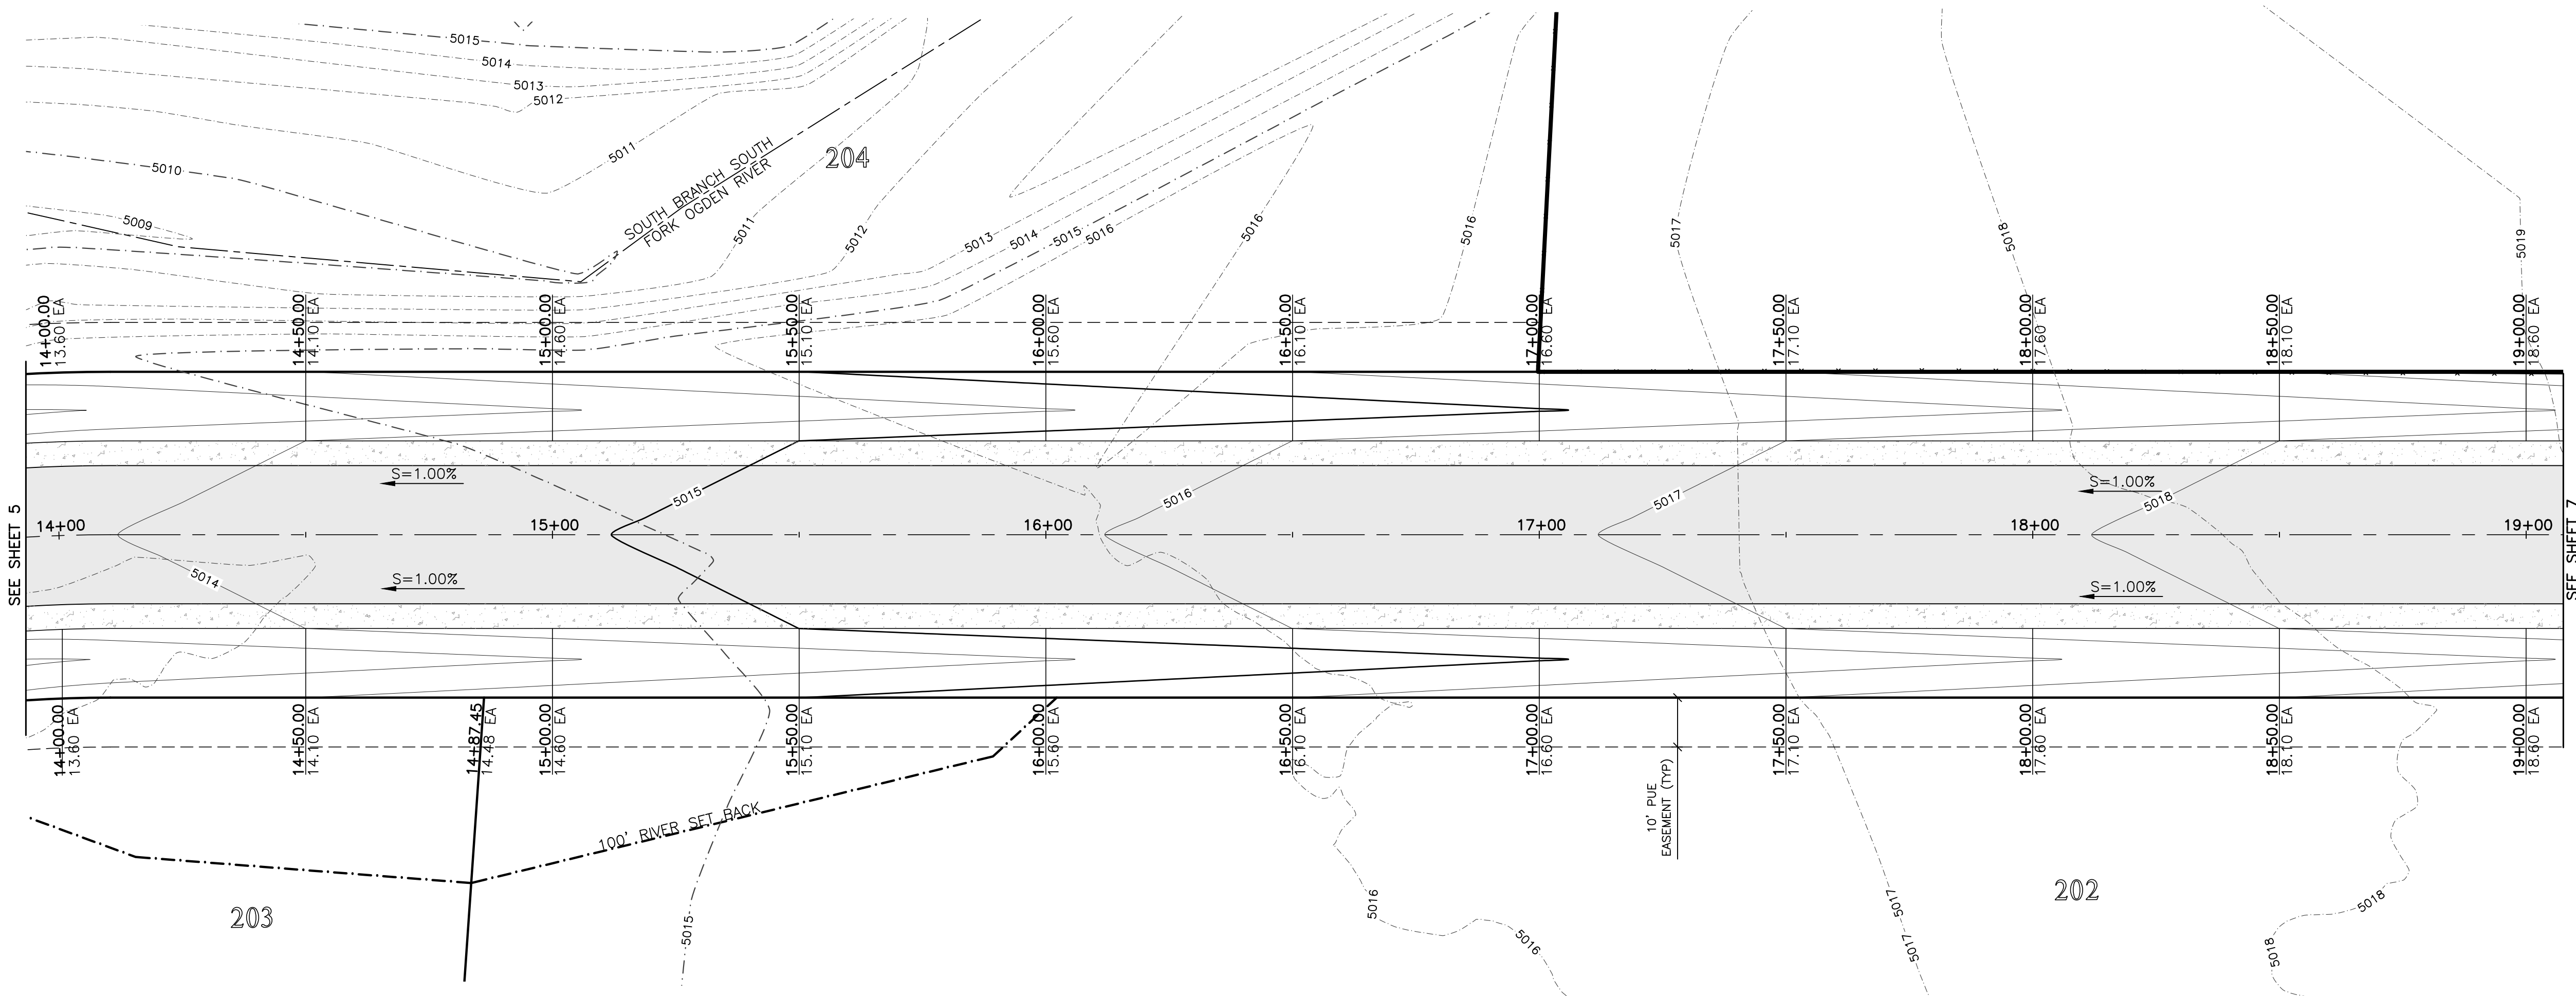 5015
5014
5013
5012
5011
5010
5009
SOUTH BRANCH SOUTH
FORK OGDEN RIVER
204
5011
5012
5013
5014
5015
5016
5016
5016
5017
5018
5019
14+00.00
13.60 EA
14+50.00
14.10 EA
15+00.00
14.60 EA
15+50.00
15.10 EA
16+00.00
15.60 EA
16+50.00
16.10 EA
17+00.00
16.60 EA
17+50.00
17.10 EA
18+00.00
17.60 EA
18+50.00
18.10 EA
19+00.00
18.60 EA
SEE SHEET 5
S=1.00%
S=1.00%
5015
5016
5017
5018
14+00
15+00
16+00
17+00
18+00
19+00
SEE SHEET 7
5014
S=1.00%
S=1.00%
14+00.00
13.60 EA
14+50.00
14.10 EA
14+87.45
14.48 EA
15+00.00
14.60 EA
15+50.00
15.10 EA
16+00.00
15.60 EA
16+50.00
16.10 EA
17+00.00
16.60 EA
17+50.00
17.10 EA
18+00.00
17.60 EA
18+50.00
18.10 EA
19+00.00
18.60 EA
10' PUE
EASEMENT (TYP)
100' RIVER SET BACK
203
202
5015
5016
5016
5017
5017
5018
5018